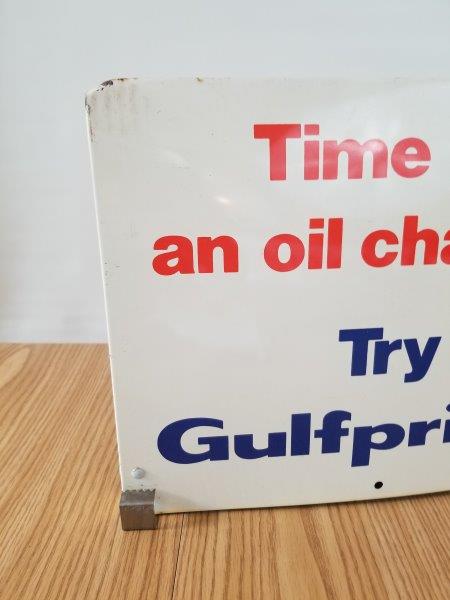 Time
an oil cha
Try
Gulfpri